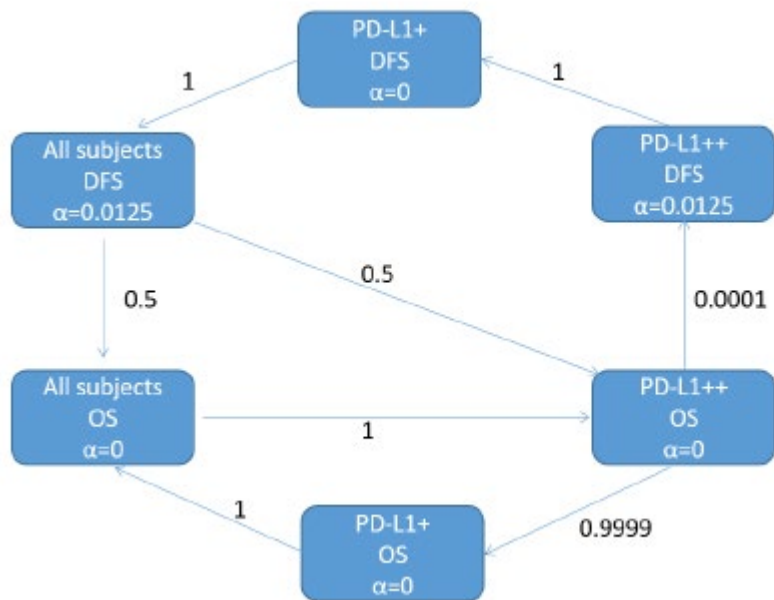 PD-L1+
DFS
α=0
1
1
All subjects
DFS
α=0.0125
PD-L1++
DFS
α=0.0125
0.5
0.5
0.0001
All subjects
OS
α=0
PD-L1++
OS
α=0
1
1
PD-L1+
OS
α=0
0.9999